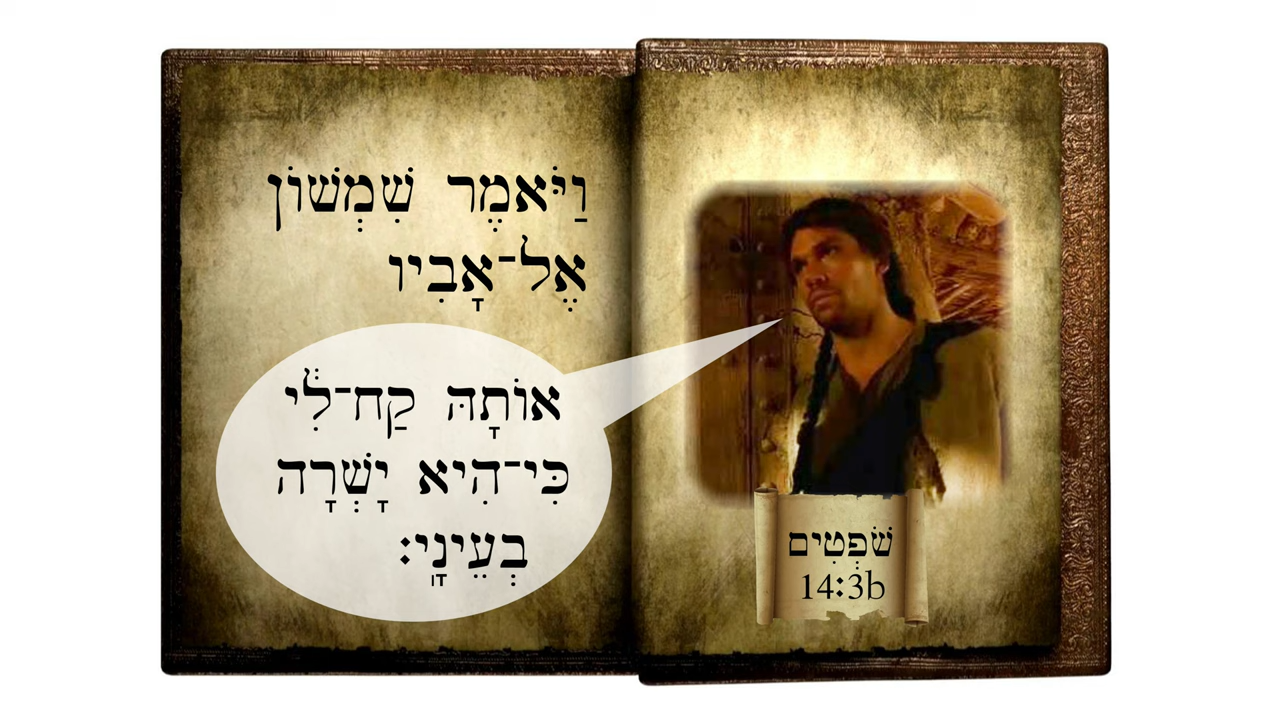 וַיֹּאמֶר שִׁמְשׁוֹן
אֶל־אָבִיו
אוֹתָהּ קַח־לִ֔י
כִּי־הִיא יָשְׁרָה
בְעֵינָֽי׃
שֹׁפְטִים
14:3b